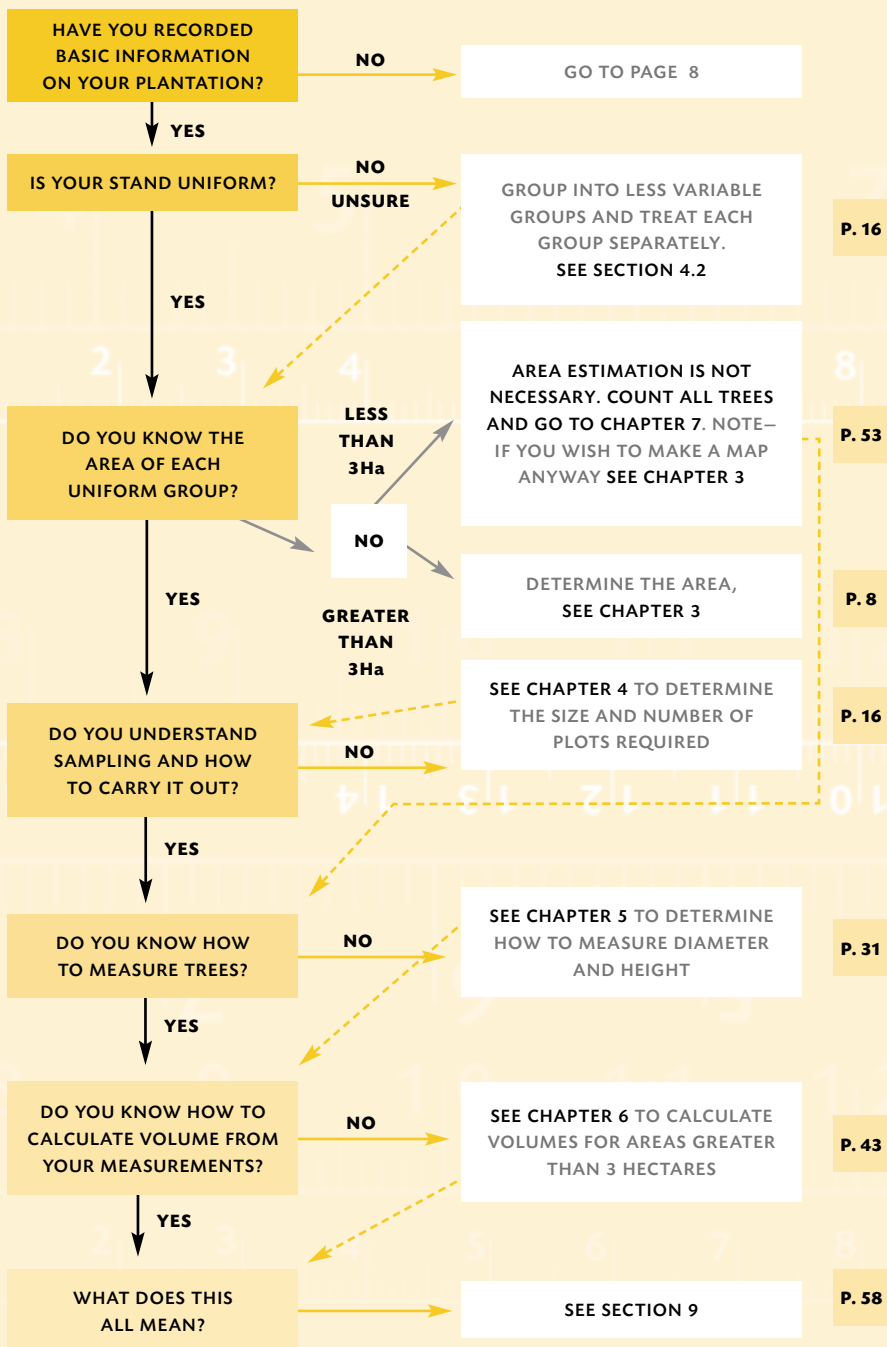 HAVE YOU RECORDED
BASIC INFORMATION
ON YOUR PLANTATION?
NO
GO TO PAGE 8
YES
IS YOUR STAND UNIFORM?
NO
UNSURE
GROUP INTO LESS VARIABLE
GROUPS AND TREAT EACH
GROUP SEPARATELY.
SEE SECTION 4.2
P. 16
YES
DO YOU KNOW THE
AREA OF EACH
UNIFORM GROUP?
LESS
THAN
3Ha
NO
GREATER
THAN
3Ha
AREA ESTIMATION IS NOT
NECESSARY. COUNT ALL TREES
AND GO TO CHAPTER 7. NOTE–
IF YOU WISH TO MAKE A MAP
ANYWAY SEE CHAPTER 3
P. 53
DETERMINE THE AREA,
SEE CHAPTER 3
P. 8
YES
DO YOU UNDERSTAND
SAMPLING AND HOW
TO CARRY IT OUT?
NO
SEE CHAPTER 4 TO DETERMINE
THE SIZE AND NUMBER OF
PLOTS REQUIRED
P. 16
YES
DO YOU KNOW HOW
TO MEASURE TREES?
NO
SEE CHAPTER 5 TO DETERMINE
HOW TO MEASURE DIAMETER
AND HEIGHT
P. 31
YES
DO YOU KNOW HOW TO
CALCULATE VOLUME FROM
YOUR MEASUREMENTS?
NO
SEE CHAPTER 6 TO CALCULATE
VOLUMES FOR AREAS GREATER
THAN 3 HECTARES
P. 43
YES
WHAT DOES THIS
ALL MEAN?
SEE SECTION 9
P. 58